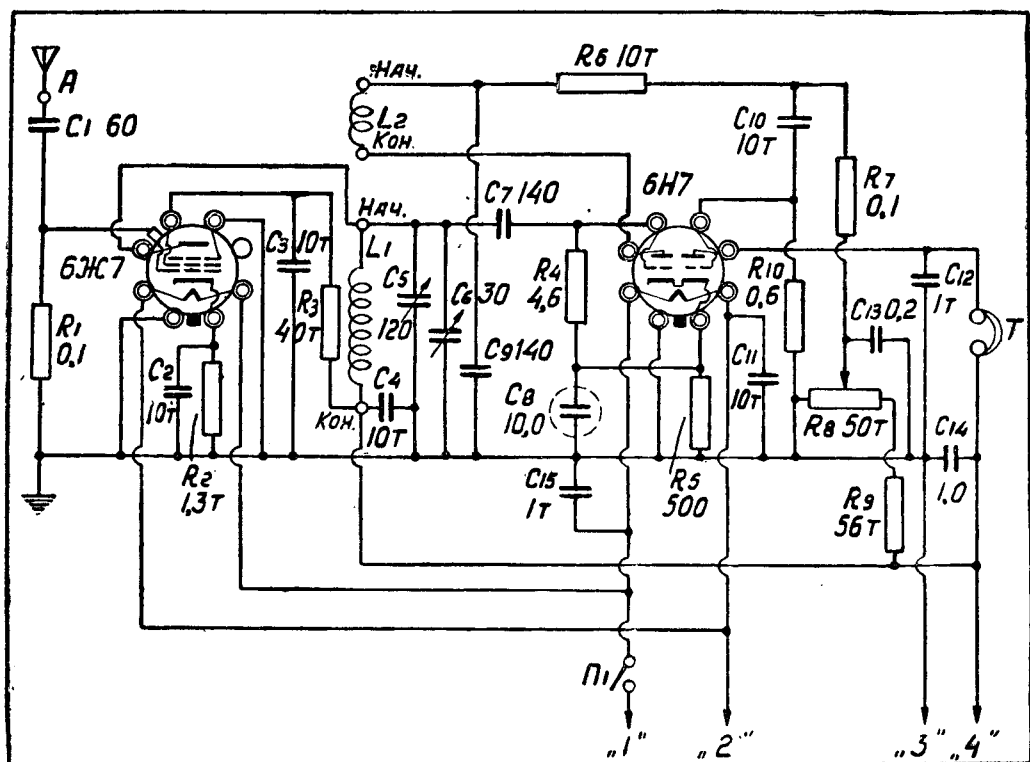 А
C1 60
6Ж7
R1
0,1
C2
10т
R2
1,3т
C3 10т
R3
40т
Нач.
L2
Кон.
Нач.
L1
Кон.
C4
10т
C5
120
C6 30
C7 140
C9 140
R4
4,6
C8
10,0
C15
1т
R5
500
6Н7
R6 10т
C10
10т
R7
0,1
R10
0,6
C11
10т
C12
1т
C13 0,2
R8 50т
C14
1,0
R9
56т
Т
П1
„1"
„2"
„3"
„4"